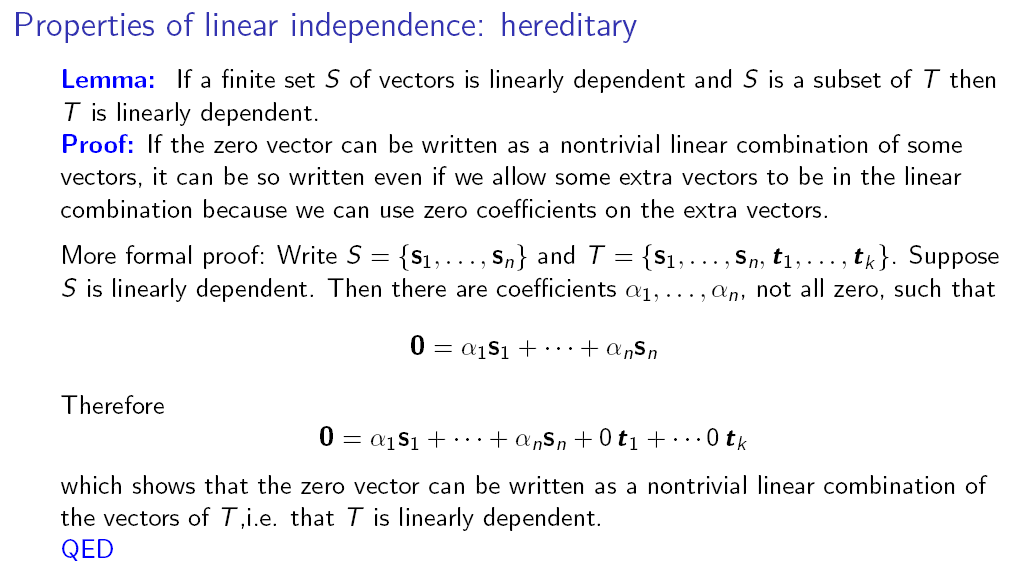 Properties of linear independence: hereditary
Lemma: If a finite set S of vectors is linearly dependent and S is a subset of T then
T is linearly dependent.
Proof: If the zero vector can be written as a nontrivial linear combination of some
vectors, it can be so written even if we allow some extra vectors to be in the linear
combination because we can use zero coefficients on the extra vectors.
More formal proof: Write S = {s₁, . . . , sₙ} and T = {s₁, . . . , sₙ, t₁, . . . , tₖ}. Suppose
S is linearly dependent. Then there are coefficients α₁, . . . , αₙ, not all zero, such that
0 = α₁s₁ + · · · + αₙsₙ
Therefore
0 = α₁s₁ + · · · + αₙsₙ + 0 t₁ + · · · 0 tₖ
which shows that the zero vector can be written as a nontrivial linear combination of
the vectors of T,i.e. that T is linearly dependent.
QED